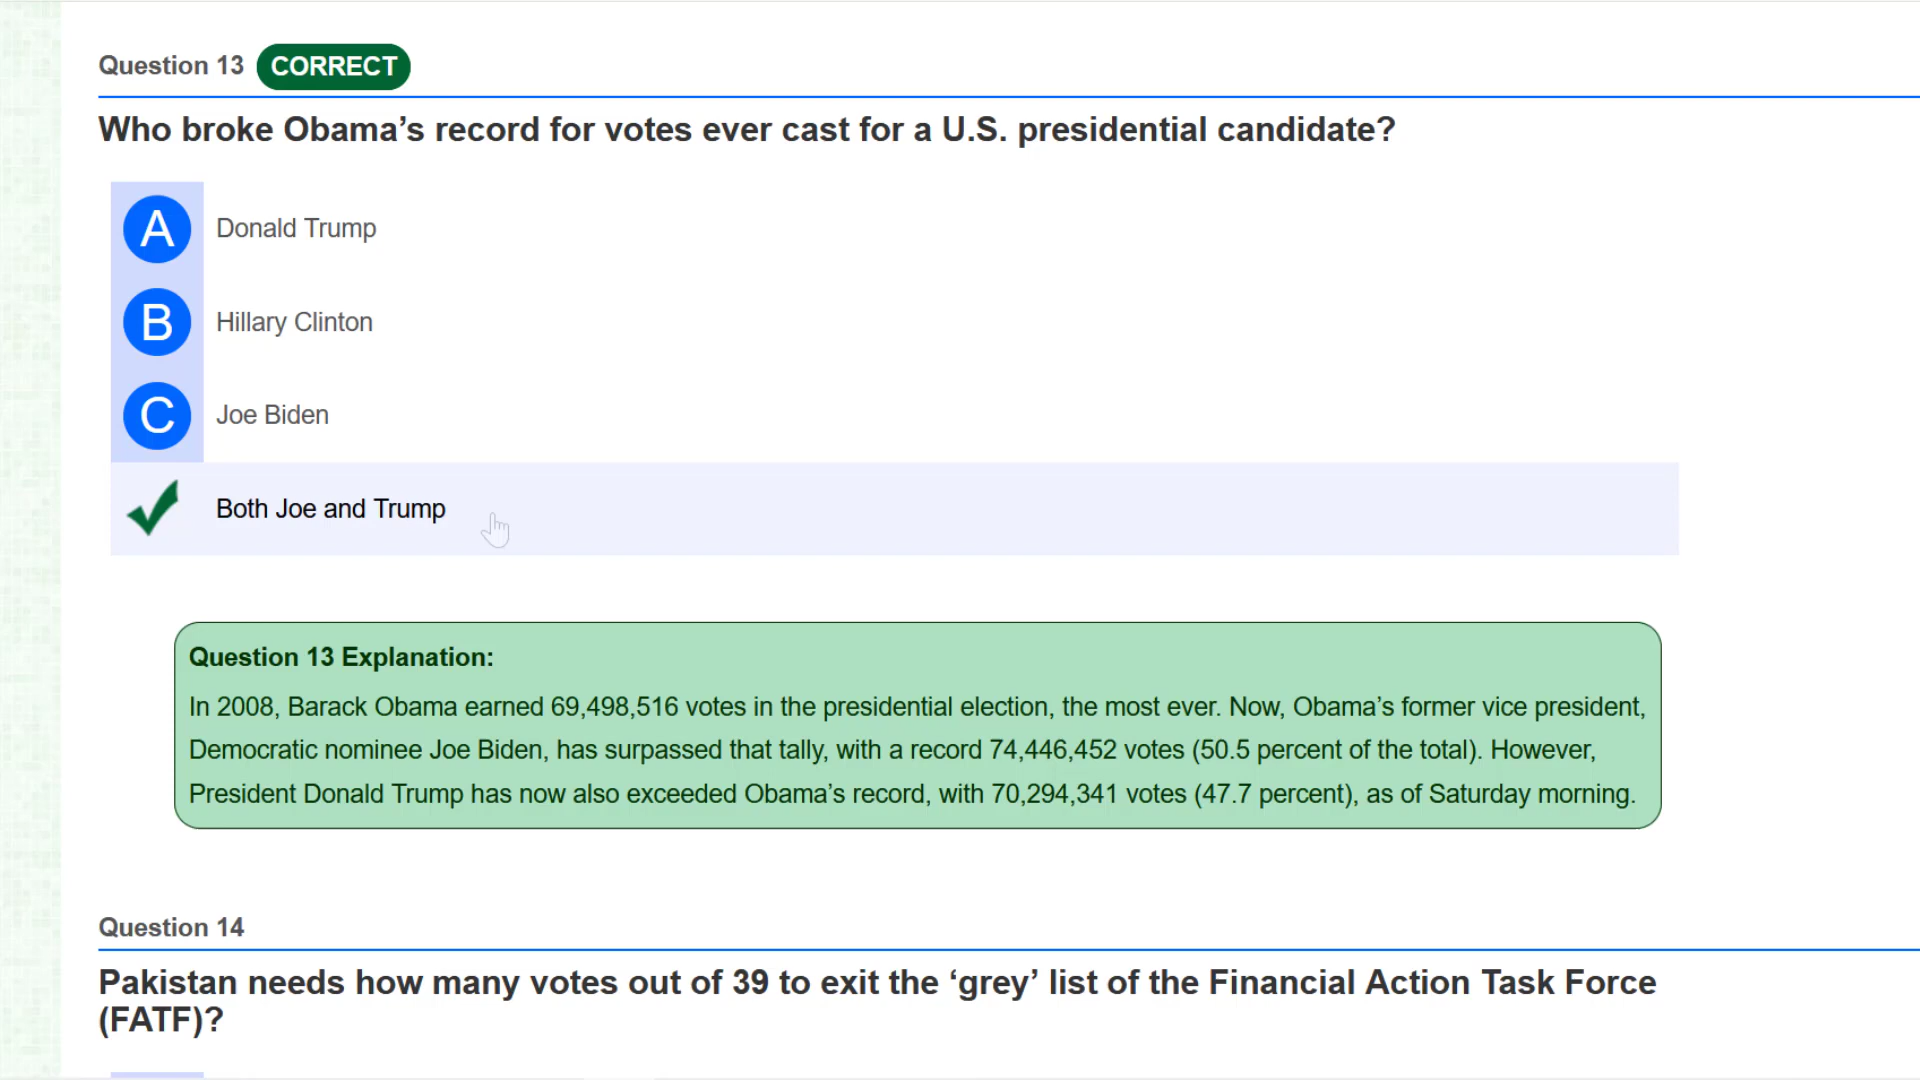 Question 13 CORRECT
Who broke Obama’s record for votes ever cast for a U.S. presidential candidate?
A Donald Trump
B Hillary Clinton
C Joe Biden
Both Joe and Trump
Question 13 Explanation:
In 2008, Barack Obama earned 69,498,516 votes in the presidential election, the most ever. Now, Obama’s former vice president,
Democratic nominee Joe Biden, has surpassed that tally, with a record 74,446,452 votes (50.5 percent of the total). However,
President Donald Trump has now also exceeded Obama’s record, with 70,294,341 votes (47.7 percent), as of Saturday morning.
Question 14
Pakistan needs how many votes out of 39 to exit the ‘grey’ list of the Financial Action Task Force
(FATF)?